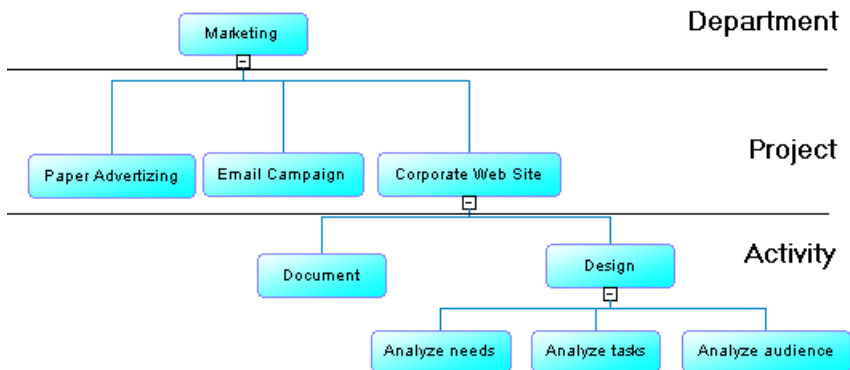 Department
Marketing
Project
Paper Advertizing
Email Campaign
Corporate Web Site
Activity
Document
Design
Analyze needs
Analyze tasks
Analyze audience